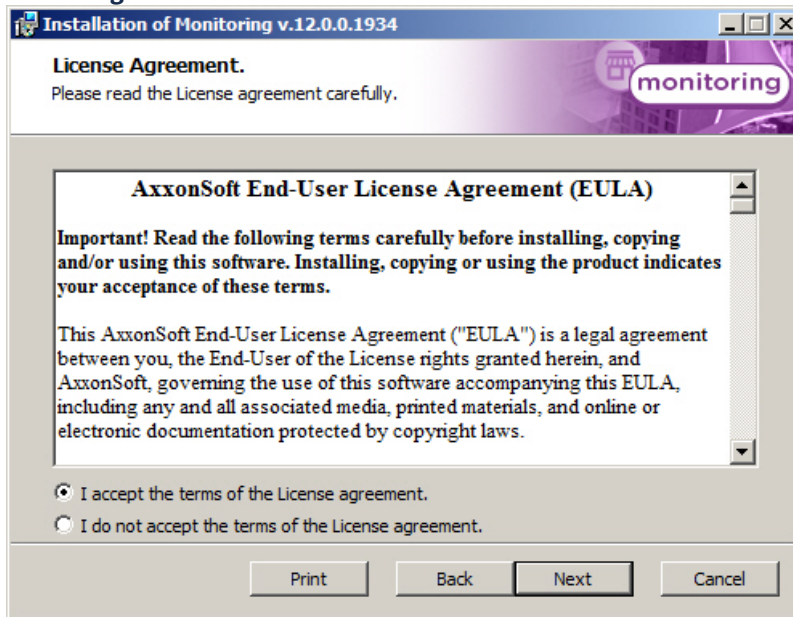 Installation of Monitoring v.12.0.0.1934
License Agreement.
Please read the License agreement carefully.
monitoring
AxxonSoft End-User License Agreement (EULA)
Important! Read the following terms carefully before installing, copying
and/or using this software. Installing, copying or using the product indicates
your acceptance of these terms.
This AxxonSoft End-User License Agreement ("EULA") is a legal agreement
between you, the End-User of the License rights granted herein, and
AxxonSoft, governing the use of this software accompanying this EULA,
including any and all associated media, printed materials, and online or
electronic documentation protected by copyright laws.
I accept the terms of the License agreement.
I do not accept the terms of the License agreement.
Print Back Next Cancel